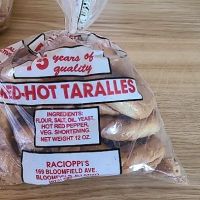 years of
quality
RED-HOT TARALLES
INGREDIENTS:
FLOUR, SALT, OIL, YEAST,
HOT RED PEPPER,
VEG. SHORTENING.
NET WEIGHT 12 OZ.
RACIOPPI'S
169 BLOOMFIELD AVE.